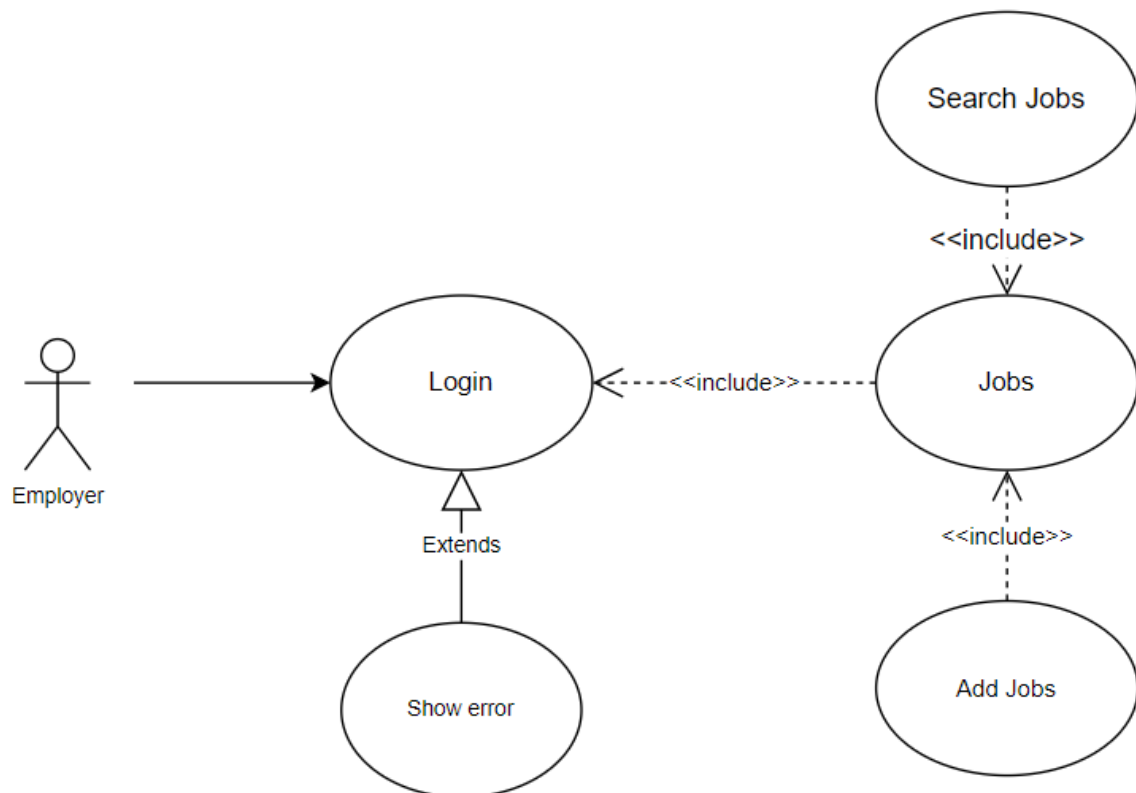 Search Jobs
<<include>>
Login
<<include>>
Jobs
Employer
Extends
<<include>>
Show error
Add Jobs